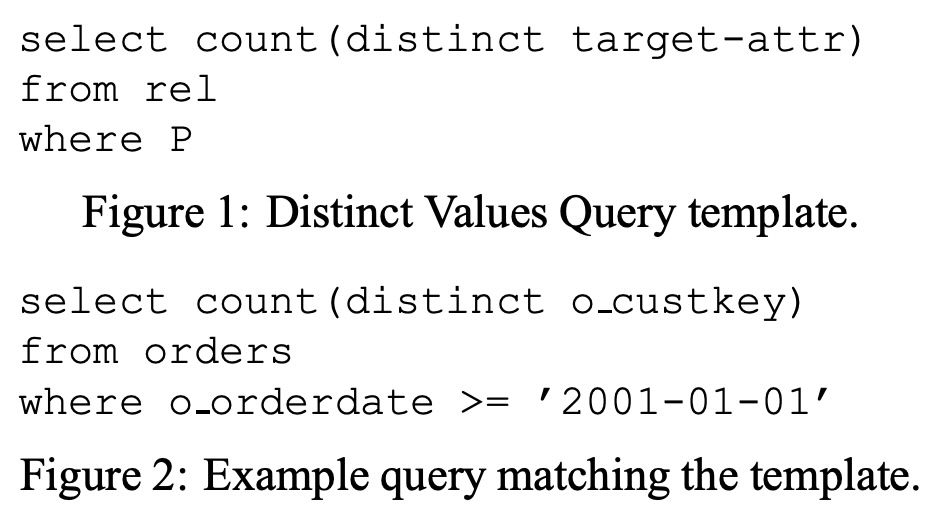 select count(distinct target-attr)
from rel
where P
Figure 1: Distinct Values Query template.
select count(distinct o_custkey)
from orders
where o_orderdate >= ′2001-01-01′
Figure 2: Example query matching the template.